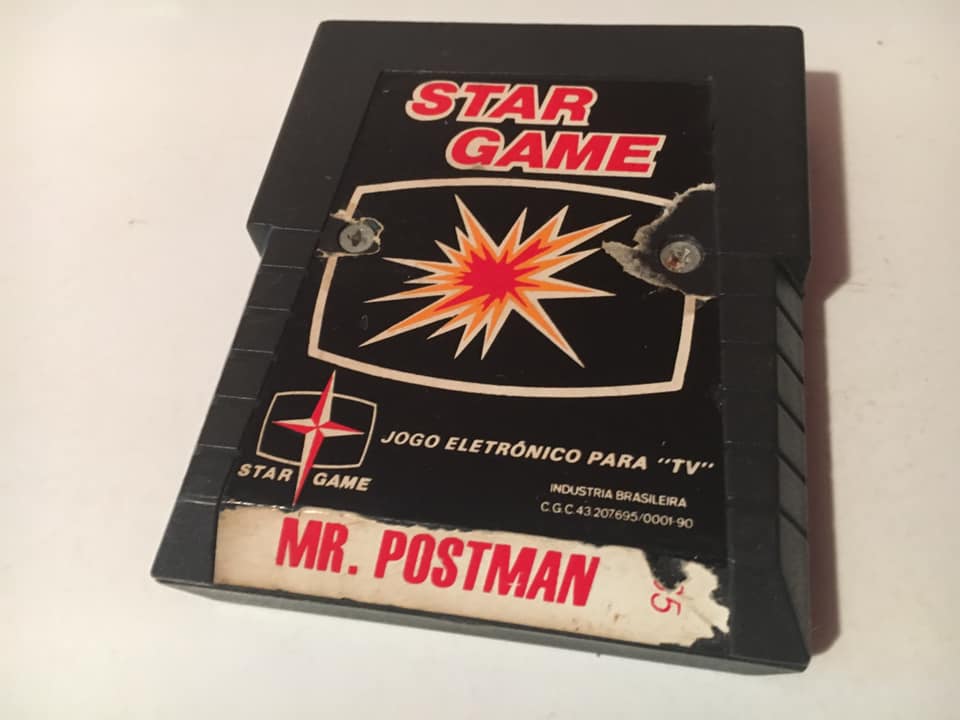 STAR
GAME
JOGO ELETRÔNICO PARA "TV"
STAR GAME
INDUSTRIA BRASILEIRA
C.G.C 43.207.695/0001-90
MR. POSTMAN